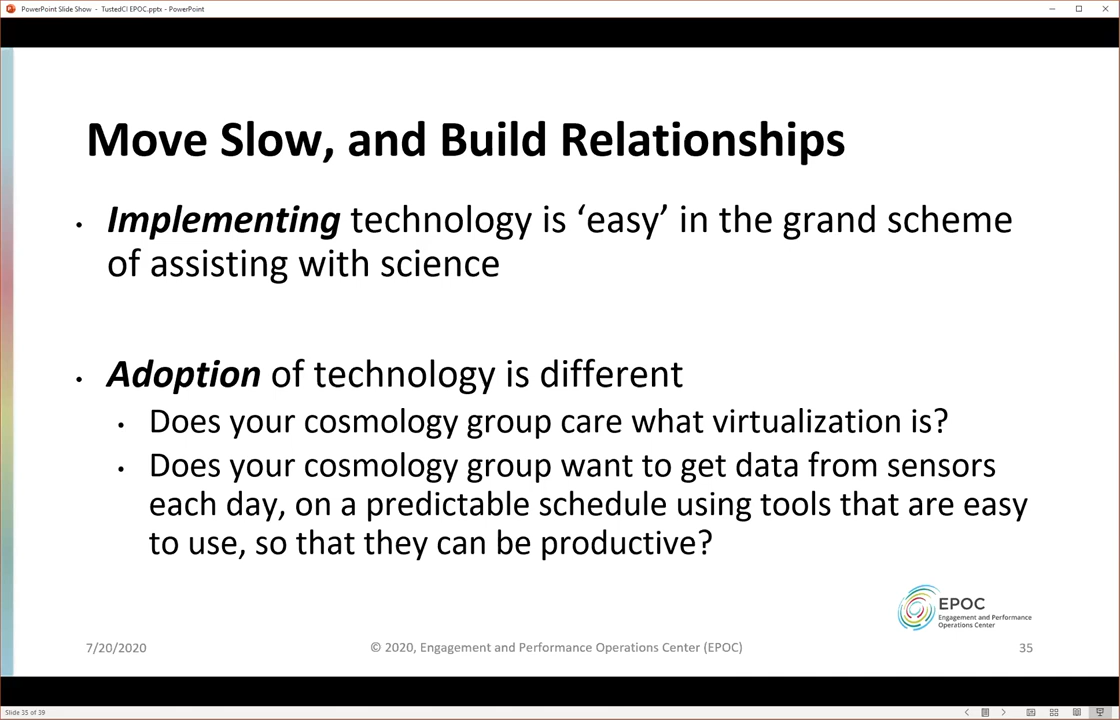 PowerPoint Slide Show - TustedCI EPOC.pptx - PowerPoint
Move Slow, and Build Relationships
• Implementing technology is ‘easy’ in the grand scheme
of assisting with science
• Adoption of technology is different
• Does your cosmology group care what virtualization is?
• Does your cosmology group want to get data from sensors
each day, on a predictable schedule using tools that are easy
to use, so that they can be productive?
EPOC
Engagement and Performance
Operations Center
7/20/2020
© 2020, Engagement and Performance Operations Center (EPOC)
35
Slide 35 of 39